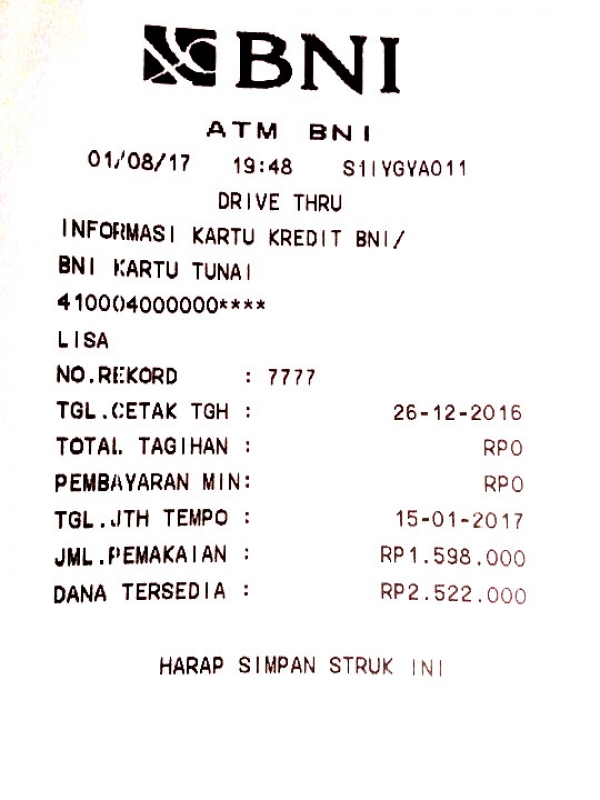 BNI
ATM BNI
01/08/17 19:48 S1IYGYA011
DRIVE THRU
INFORMASI KARTU KREDIT BNI/
BNI KARTU TUNAI
410004000000****
LISA
NO.REKORD : 7777
TGL.CETAK TGH : 26-12-2016
TOTAL TAGIHAN : RP0
PEMBAYARAN MIN: RP0
TGL.JTH TEMPO : 15-01-2017
JML.PEMAKAIAN : RP1.598.000
DANA TERSEDIA : RP2.522.000
HARAP SIMPAN STRUK INI